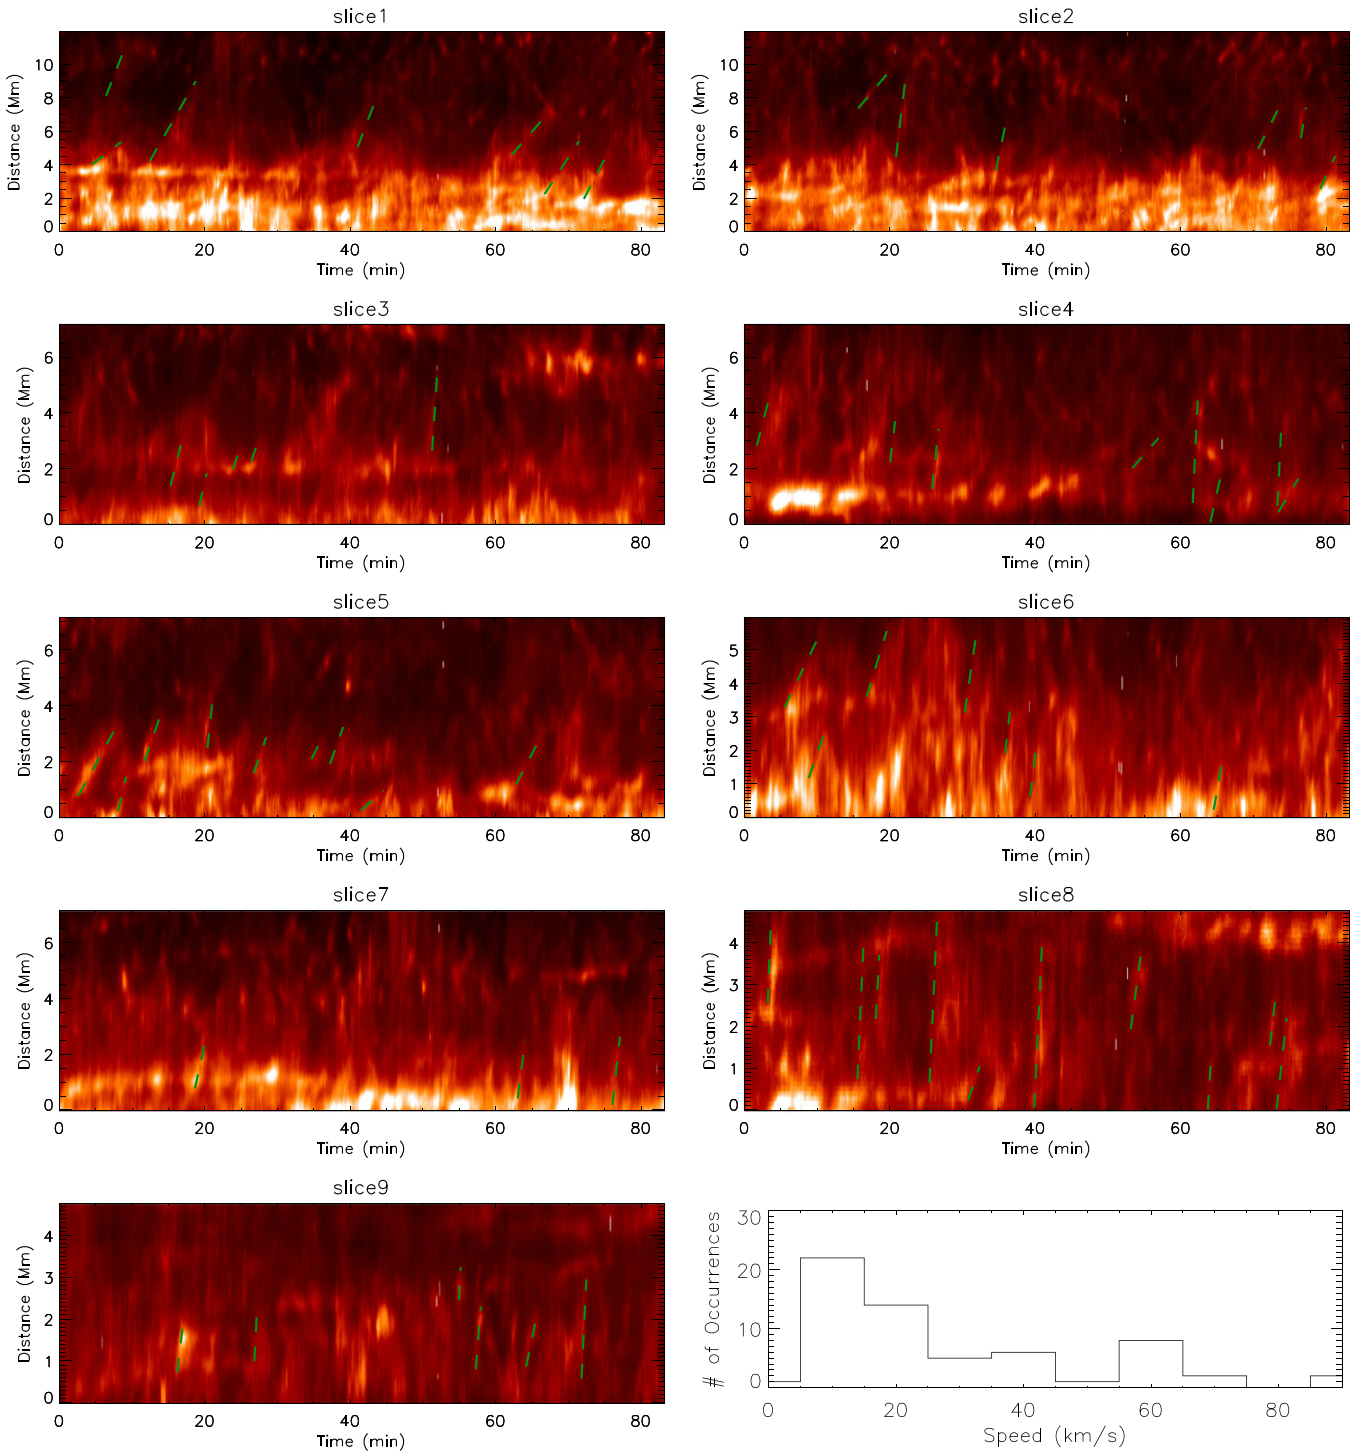 slice1
slice2
Distance (Mm)
10
8
6
4
2
0
0 20 40 60 80
Time (min)
Distance (Mm)
10
8
6
4
2
0
0 20 40 60 80
Time (min)
slice3
slice4
Distance (Mm)
6
4
2
0
0 20 40 60 80
Time (min)
Distance (Mm)
6
4
2
0
0 20 40 60 80
Time (min)
slice5
slice6
Distance (Mm)
6
4
2
0
0 20 40 60 80
Time (min)
Distance (Mm)
5
4
3
2
1
0
0 20 40 60 80
Time (min)
slice7
slice8
Distance (Mm)
6
4
2
0
0 20 40 60 80
Time (min)
Distance (Mm)
4
3
2
1
0
0 20 40 60 80
Time (min)
slice9
Distance (Mm)
4
3
2
1
0
0 20 40 60 80
Time (min)
# of Occurrences
30
20
10
0
0 20 40 60 80
Speed (km/s)